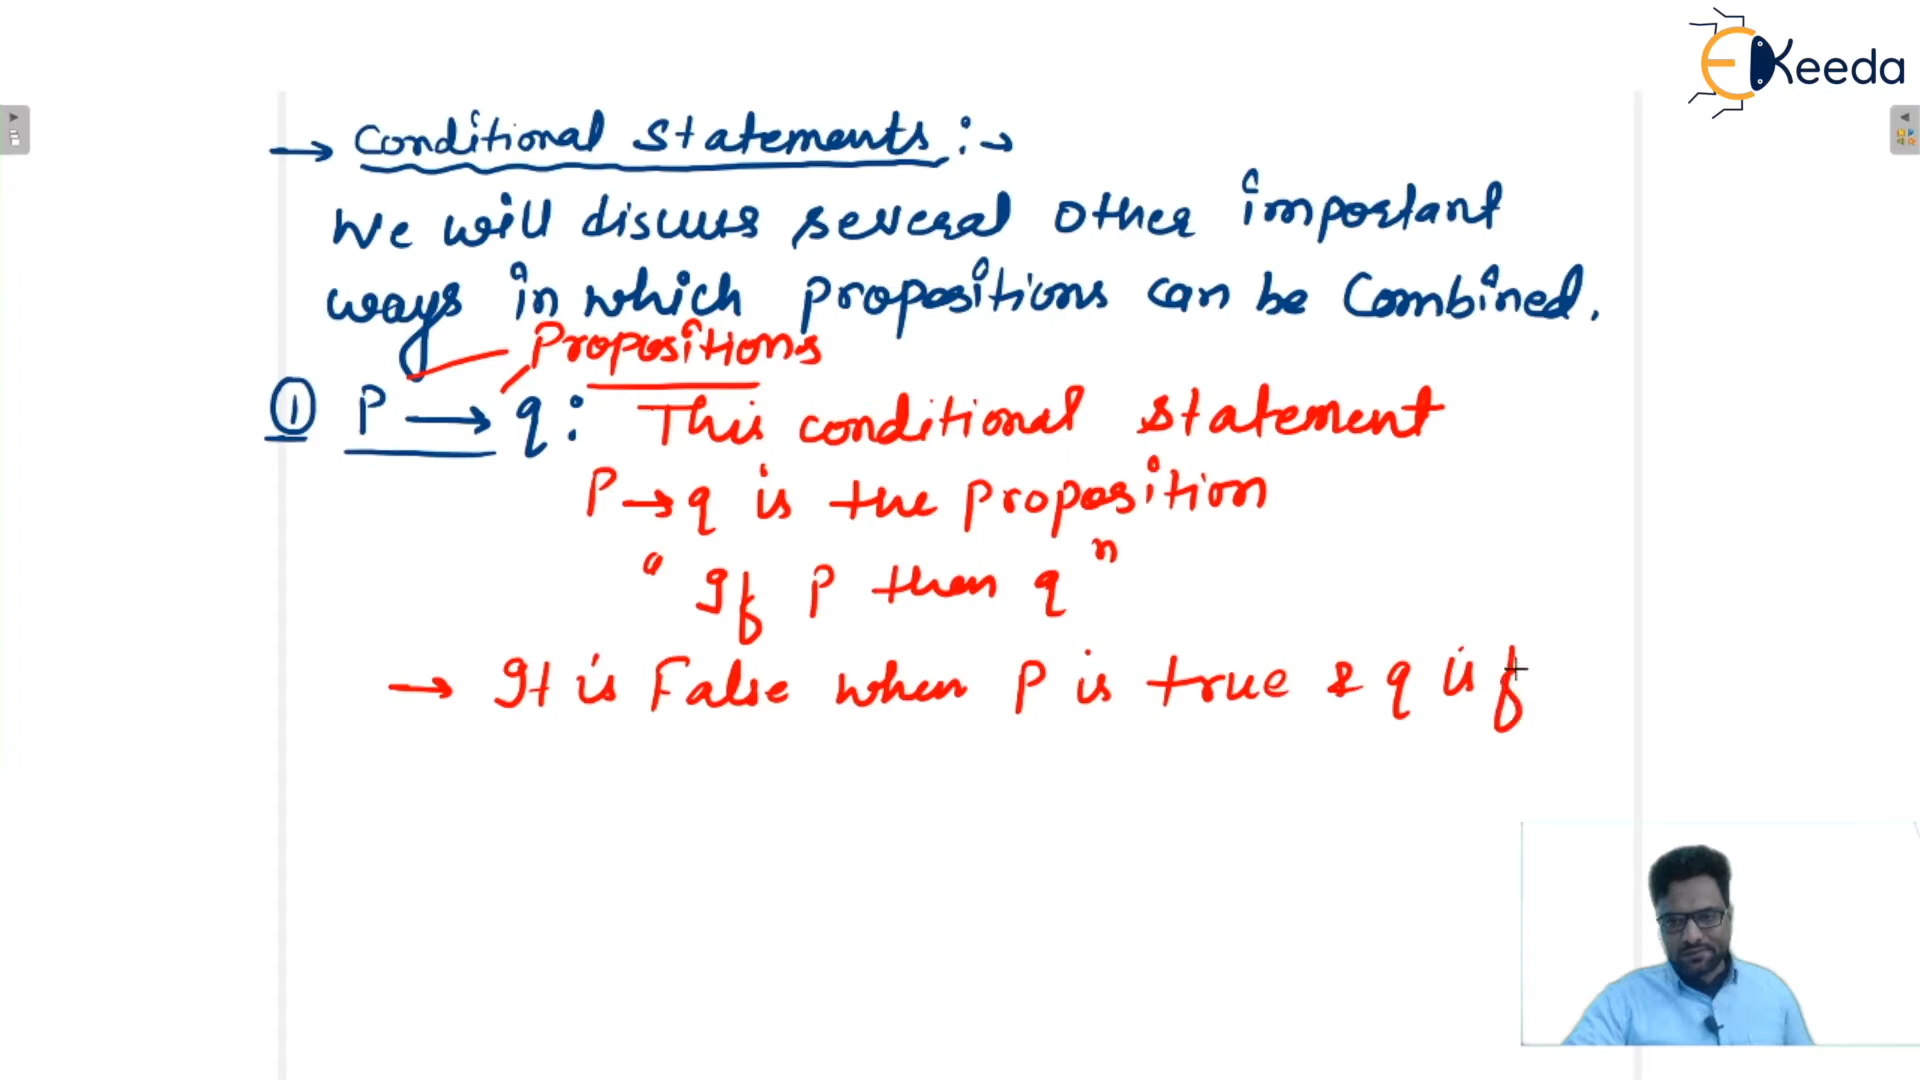 EKeeda
→ Conditional Statements :→
We will discuss several other important
ways in which propositions can be Combined.
Propositions
① P → q : This conditional statement
P → q is the proposition
" If P then q "
→ It is False when P is true & q is f